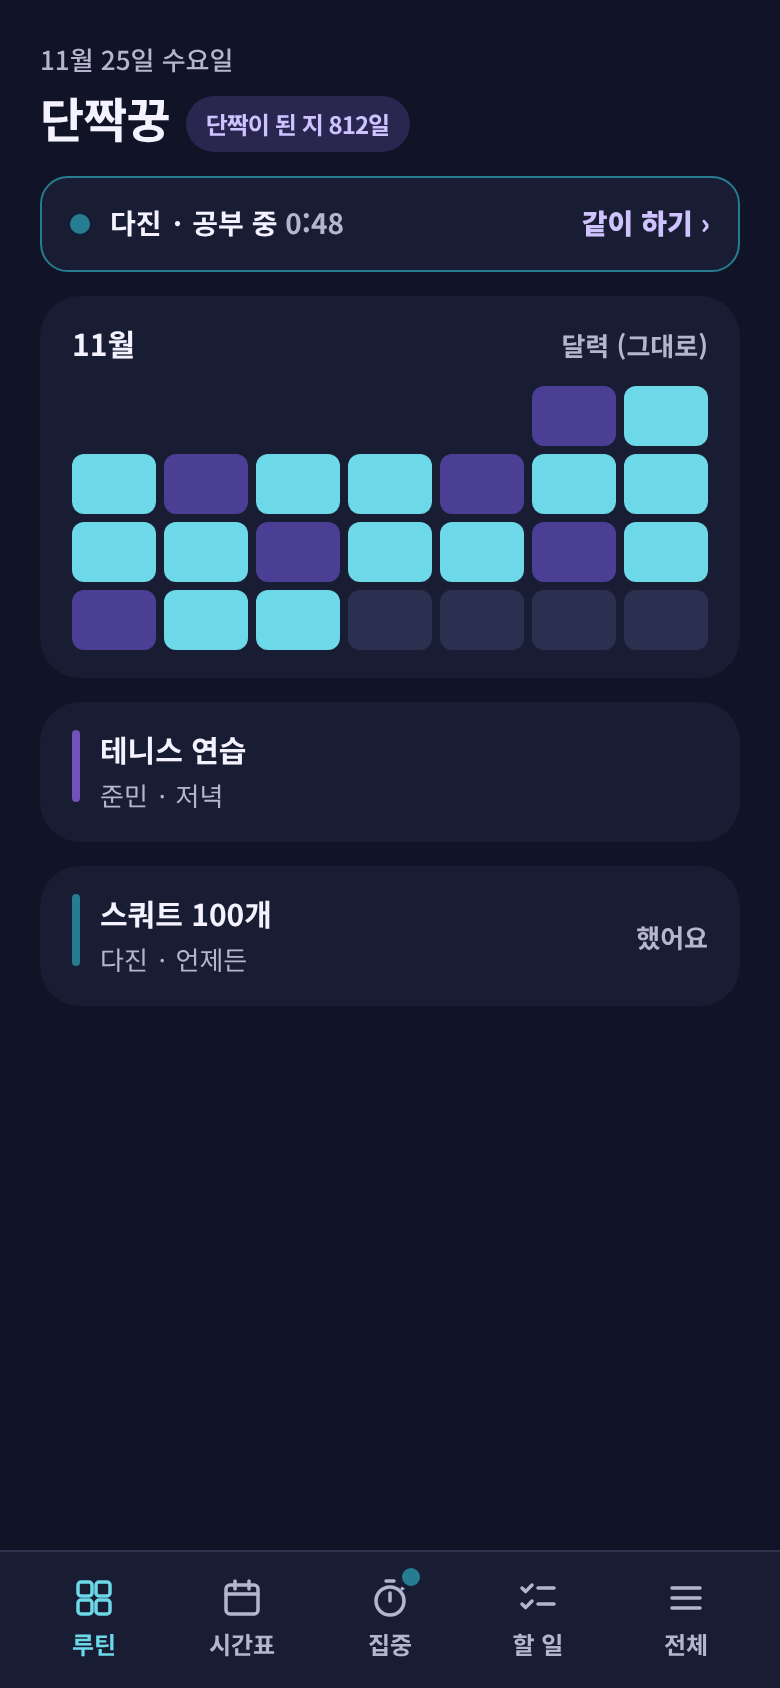 11월 25일 수요일
단짝꿍 단짝이 된 지 812일
다진 · 공부 중 0:48 같이 하기 ›
11월 달력 (그대로)
테니스 연습
준민 · 저녁
스쿼트 100개
다진 · 언제든
했어요
루틴 시간표 집중 할 일 전체